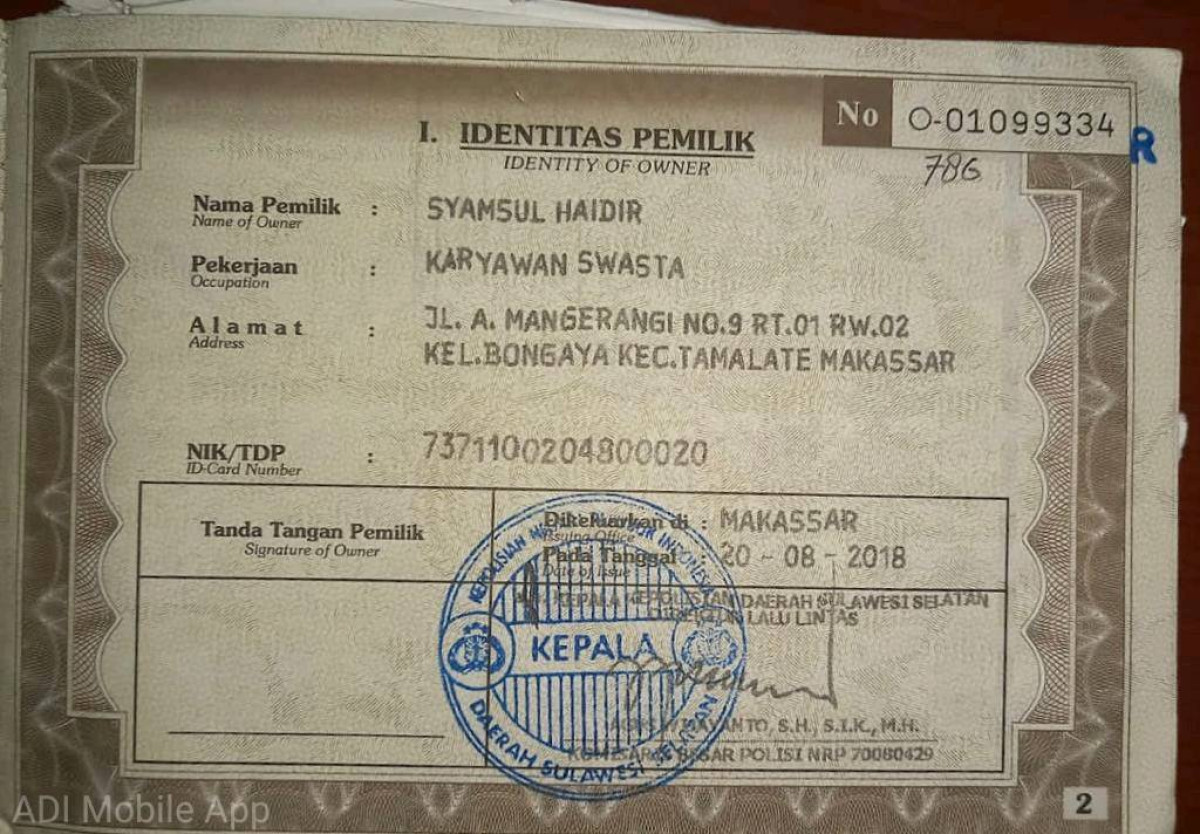 No O-01099334
R
786
I. IDENTITAS PEMILIK
IDENTITY OF OWNER
Nama Pemilik : SYAMSUL HAIDIR
Name of Owner
Pekerjaan : KARYAWAN SWASTA
Occupation
Alamat : JL. A. MANGERANGI NO.9 RT.01 RW.02
Address KEL.BONGAYA KEC.TAMALATE MAKASSAR
NIK/TDP : 7371100204800020
ID-Card Number
Tanda Tangan Pemilik
Signature of Owner
Dikeluarkan di : MAKASSAR
Issuing Office
Pada Tanggal : 20 - 08 - 2018
Date of Issue
KEPALA KEPOLISIAN DAERAH SULAWESI SELATAN
LALU LINTAS
KEPALA
DAERAH SULAWESI SELATAN
S.H., S.I.K., M.H.
KOMISARIS BESAR POLISI NRP 70080429
2
ADI Mobile App